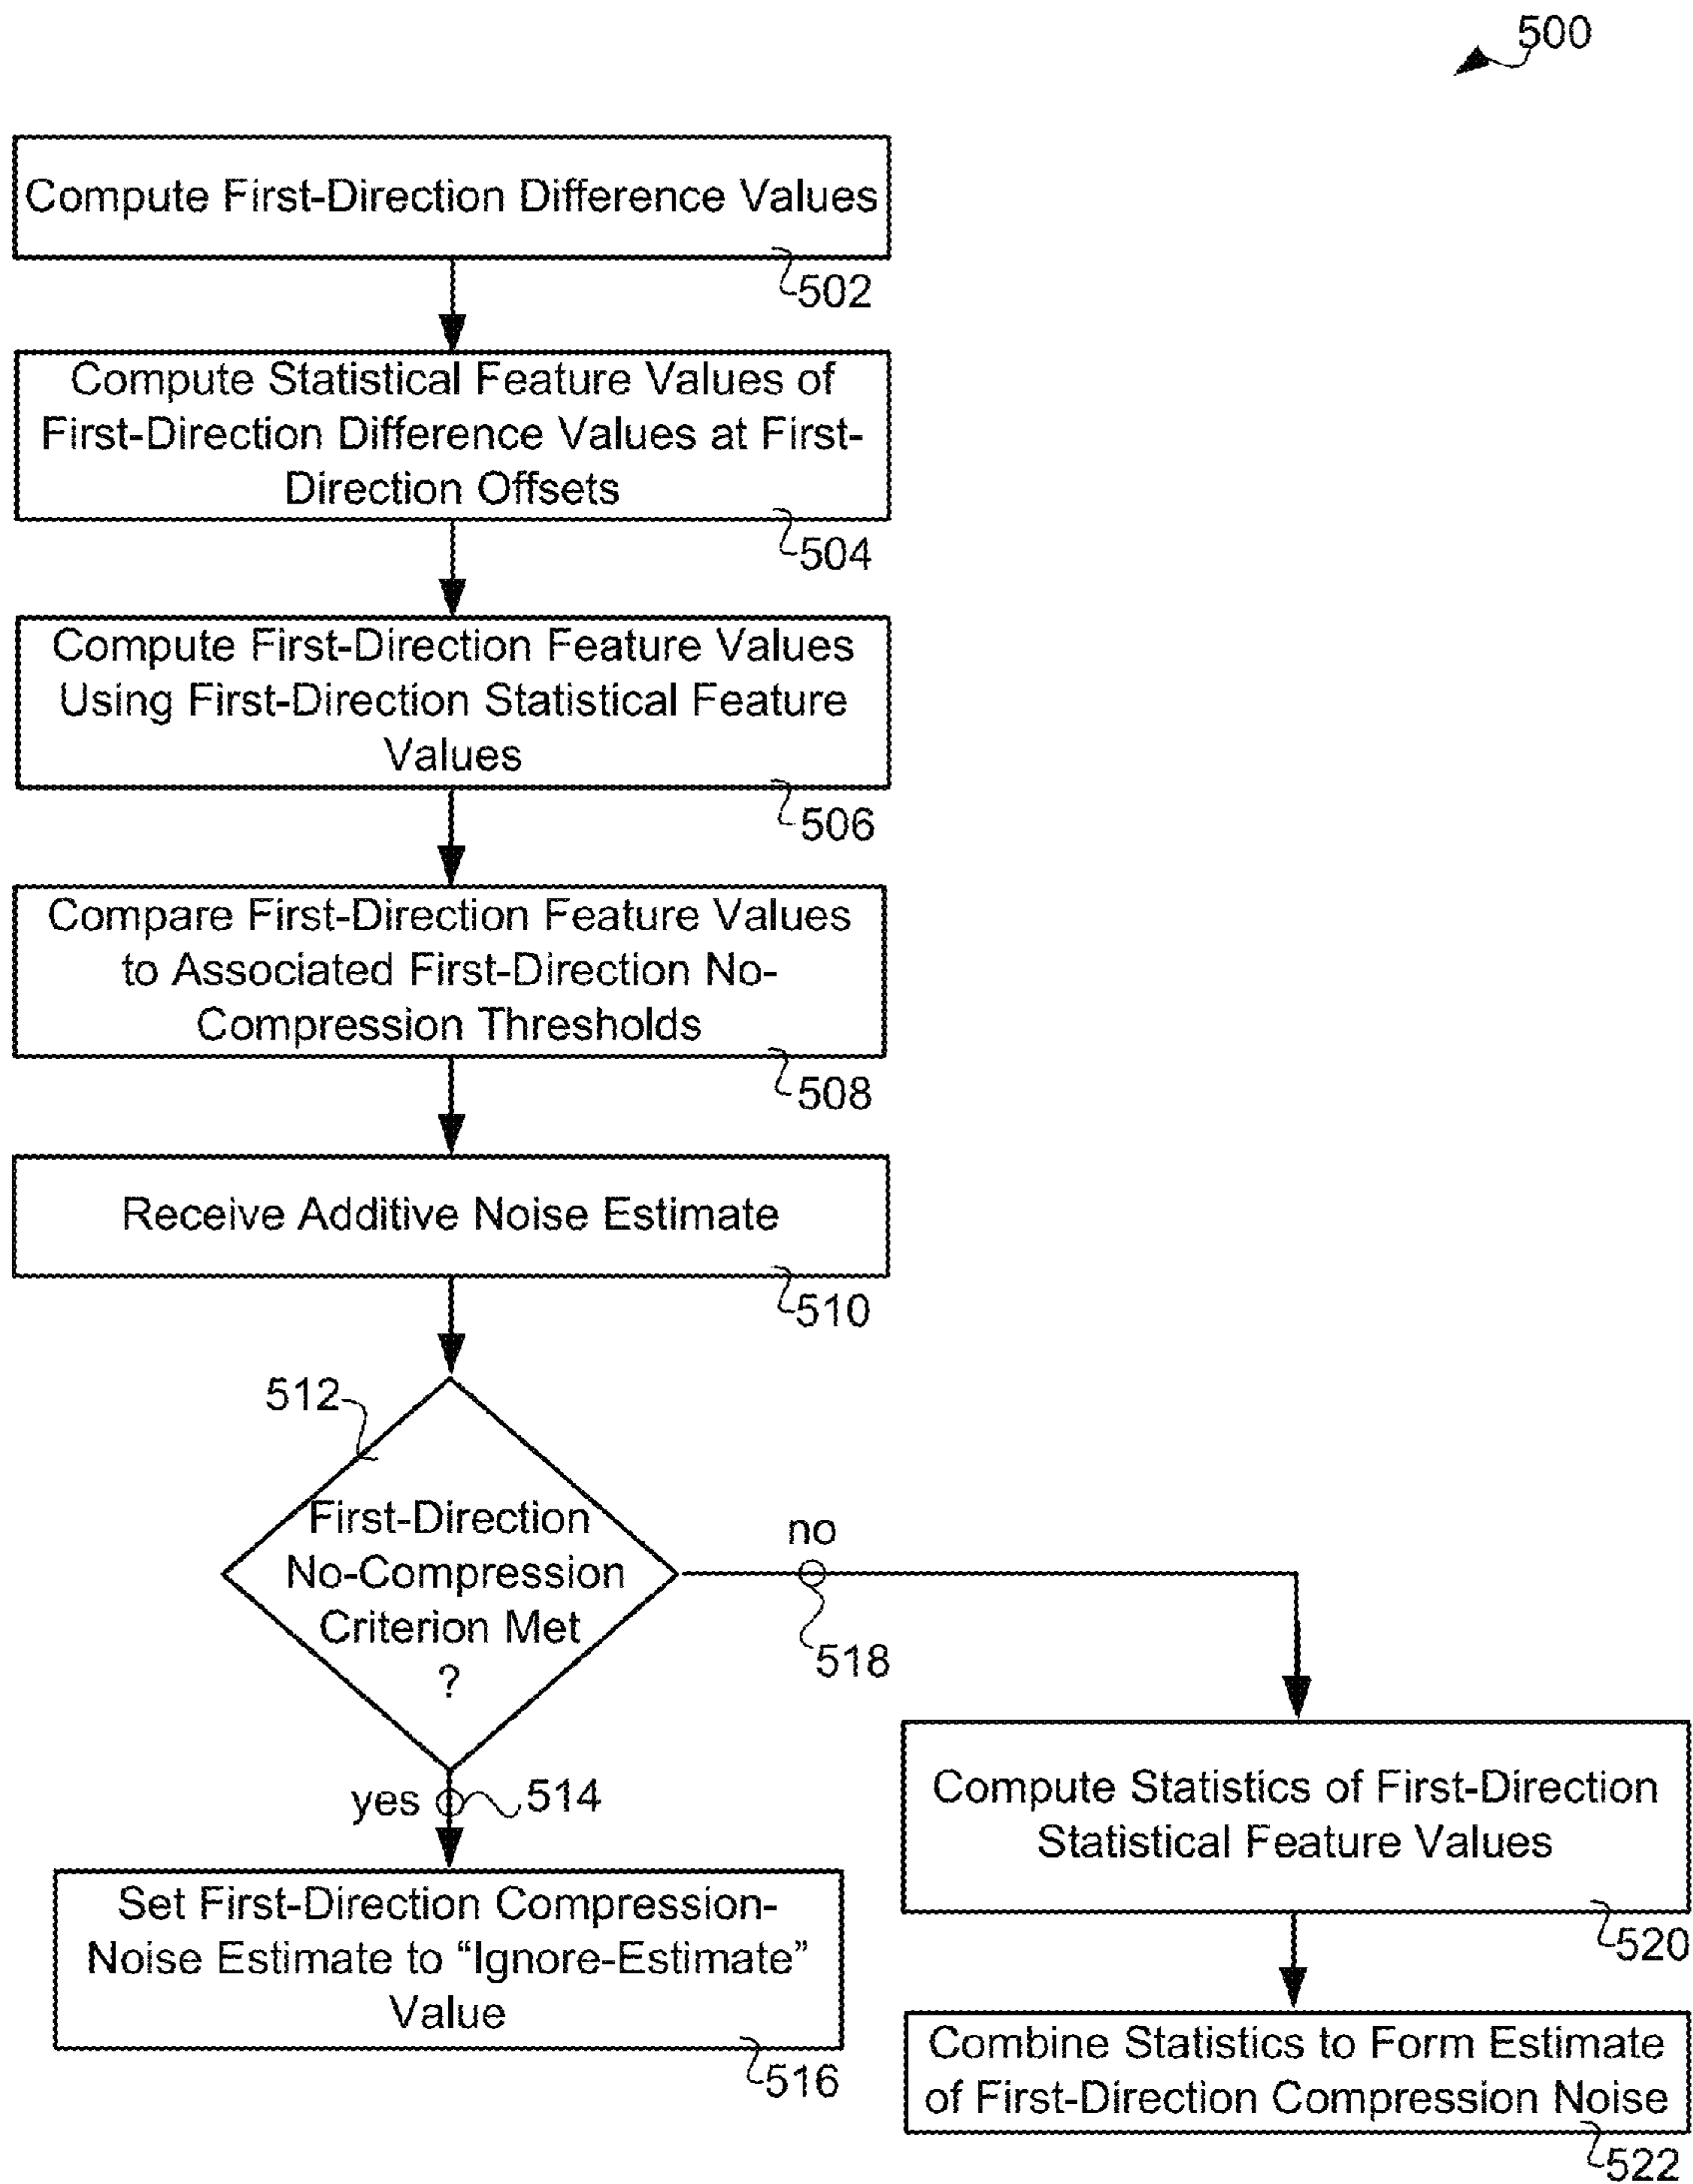 500
Compute First-Direction Difference Values
502
Compute Statistical Feature Values of
First-Direction Difference Values at First-
Direction Offsets
504
Compute First-Direction Feature Values
Using First-Direction Statistical Feature
Values
506
Compare First-Direction Feature Values
to Associated First-Direction No-
Compression Thresholds
508
Receive Additive Noise Estimate
510
512
First-Direction
No-Compression
Criterion Met
?
no
518
yes
514
Set First-Direction Compression-
Noise Estimate to “Ignore-Estimate”
Value
516
Compute Statistics of First-Direction
Statistical Feature Values
520
Combine Statistics to Form Estimate
of First-Direction Compression Noise
522